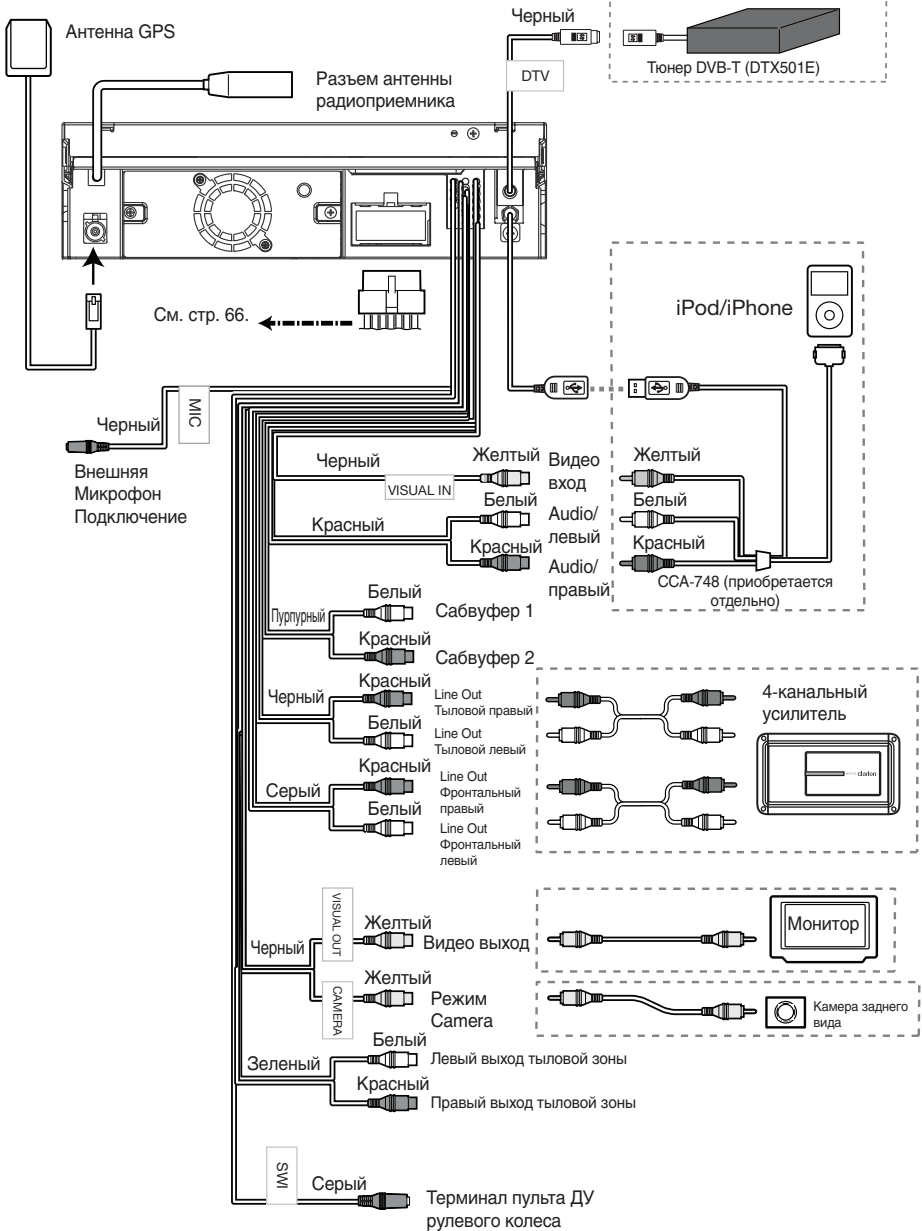 Антенна GPS
Черный
DTV
Тюнер DVB-T (DTX501E)
Разъем антенны
радиоприемника
См. стр. 66.
iPod/iPhone
MIC
Черный
Внешняя
Микрофон
Подключение
Черный
VISUAL IN
Желтый
Видео
вход
Красный
Белый
Audio/
левый
Красный
Audio/
правый
Желтый
Белый
Красный
CCA-748 (приобретается
отдельно)
Пурпурный
Белый
Сабвуфер 1
Красный
Сабвуфер 2
Черный
Красный
Line Out
Тыловой правый
Белый
Line Out
Тыловой левый
Серый
Красный
Line Out
Фронтальный
правый
Белый
Line Out
Фронтальный
левый
4-канальный
усилитель
clarion
Черный
VISUAL OUT
Желтый
Видео выход
Монитор
CAMERA
Желтый
Режим
Camera
Камера заднего
вида
Зеленый
Белый
Левый выход тыловой зоны
Красный
Правый выход тыловой зоны
SWI
Серый
Терминал пульта ДУ
рулевого колеса